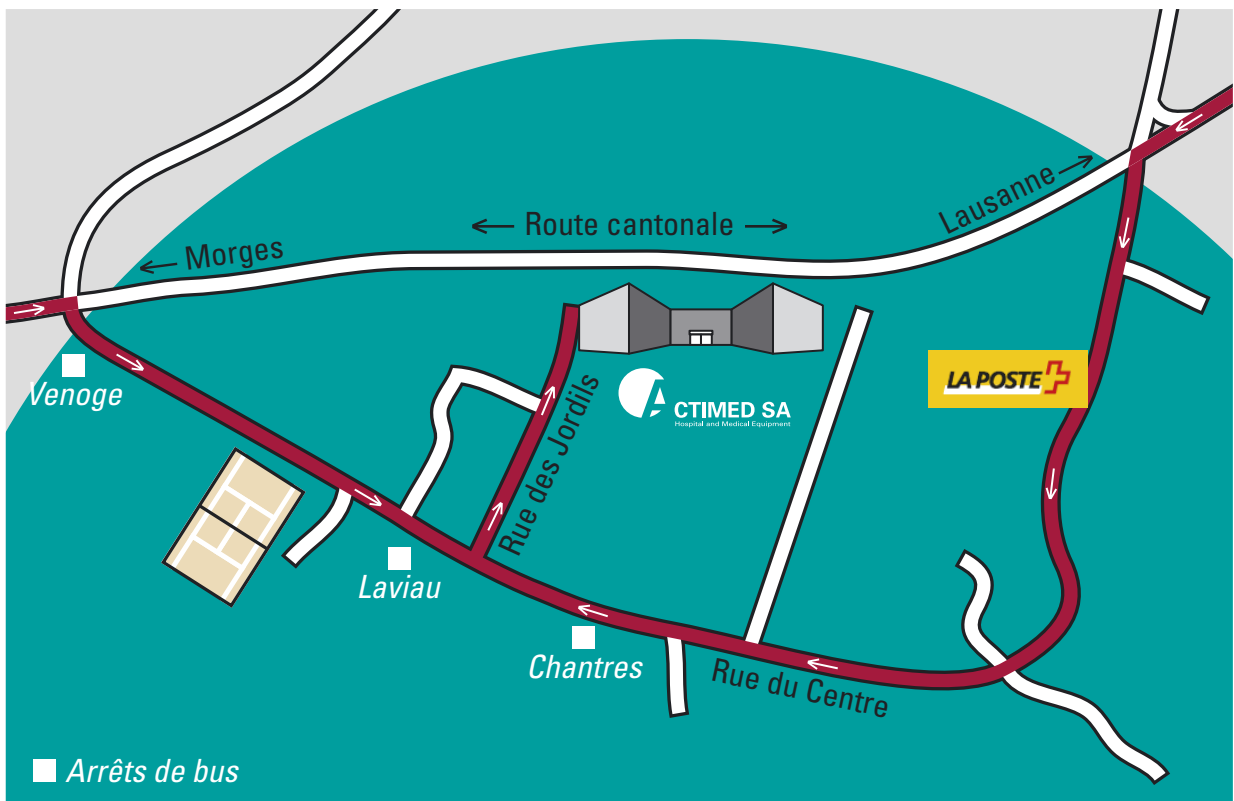 Route cantonale
Lausanne
Morges
Venoge
LA POSTE
Rue des Jordils
ACTIMED SA
Hospital and Medical Equipment
Laviau
Chantres
Rue du Centre
Arrêts de bus